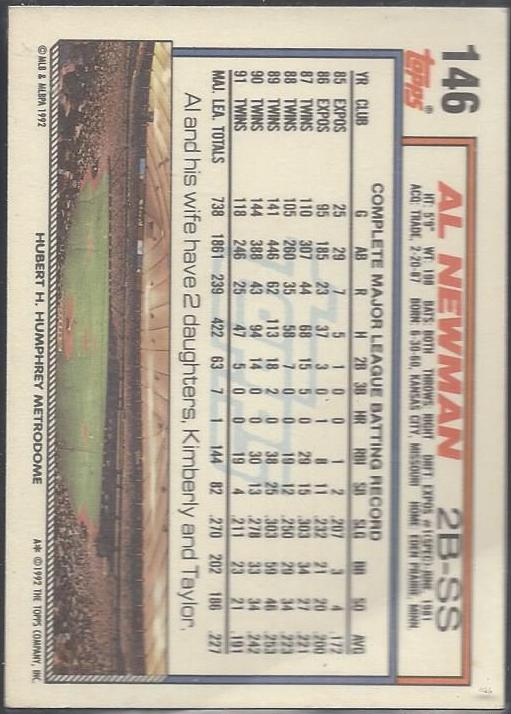 146
Topps®
AL NEWMAN 2B-SS
HT: 5'9" WT: 188 BATS: BOTH THROWS: RIGHT DRAFT: EXPOS #1(SPEC)-JUNE, 1981
ACQ: TRADE, 2-20-87 BORN: 6-30-60, KANSAS CITY, MISSOURI HOME: EDEN PRAIRIE, MINN.
COMPLETE MAJOR LEAGUE BATTING RECORD
YR CLUB G AB R H 2B 3B HR RBI SB SLG BB SO AVG
85 EXPOS 25 29 7 5 1 0 0 1 2 .207 3 4 .172
86 EXPOS 95 185 23 37 3 0 1 8 11 .232 21 20 .200
87 TWINS 110 307 44 68 15 5 0 29 15 .303 34 27 .221
88 TWINS 105 260 35 58 7 0 0 19 12 .250 29 34 .223
89 TWINS 141 446 62 113 18 2 0 38 25 .303 59 46 .253
90 TWINS 144 388 43 94 14 0 0 30 13 .278 33 34 .242
91 TWINS 118 246 25 47 5 0 0 19 4 .211 23 21 .191
MAJ. LEA. TOTALS 738 1861 239 422 63 7 1 144 82 .270 202 186 .227
Al and his wife have 2 daughters, Kimberly and Taylor.
©MLB & MLBPA 1992 HUBERT H. HUMPHREY METRODOME A* ©1992 THE TOPPS COMPANY, INC.